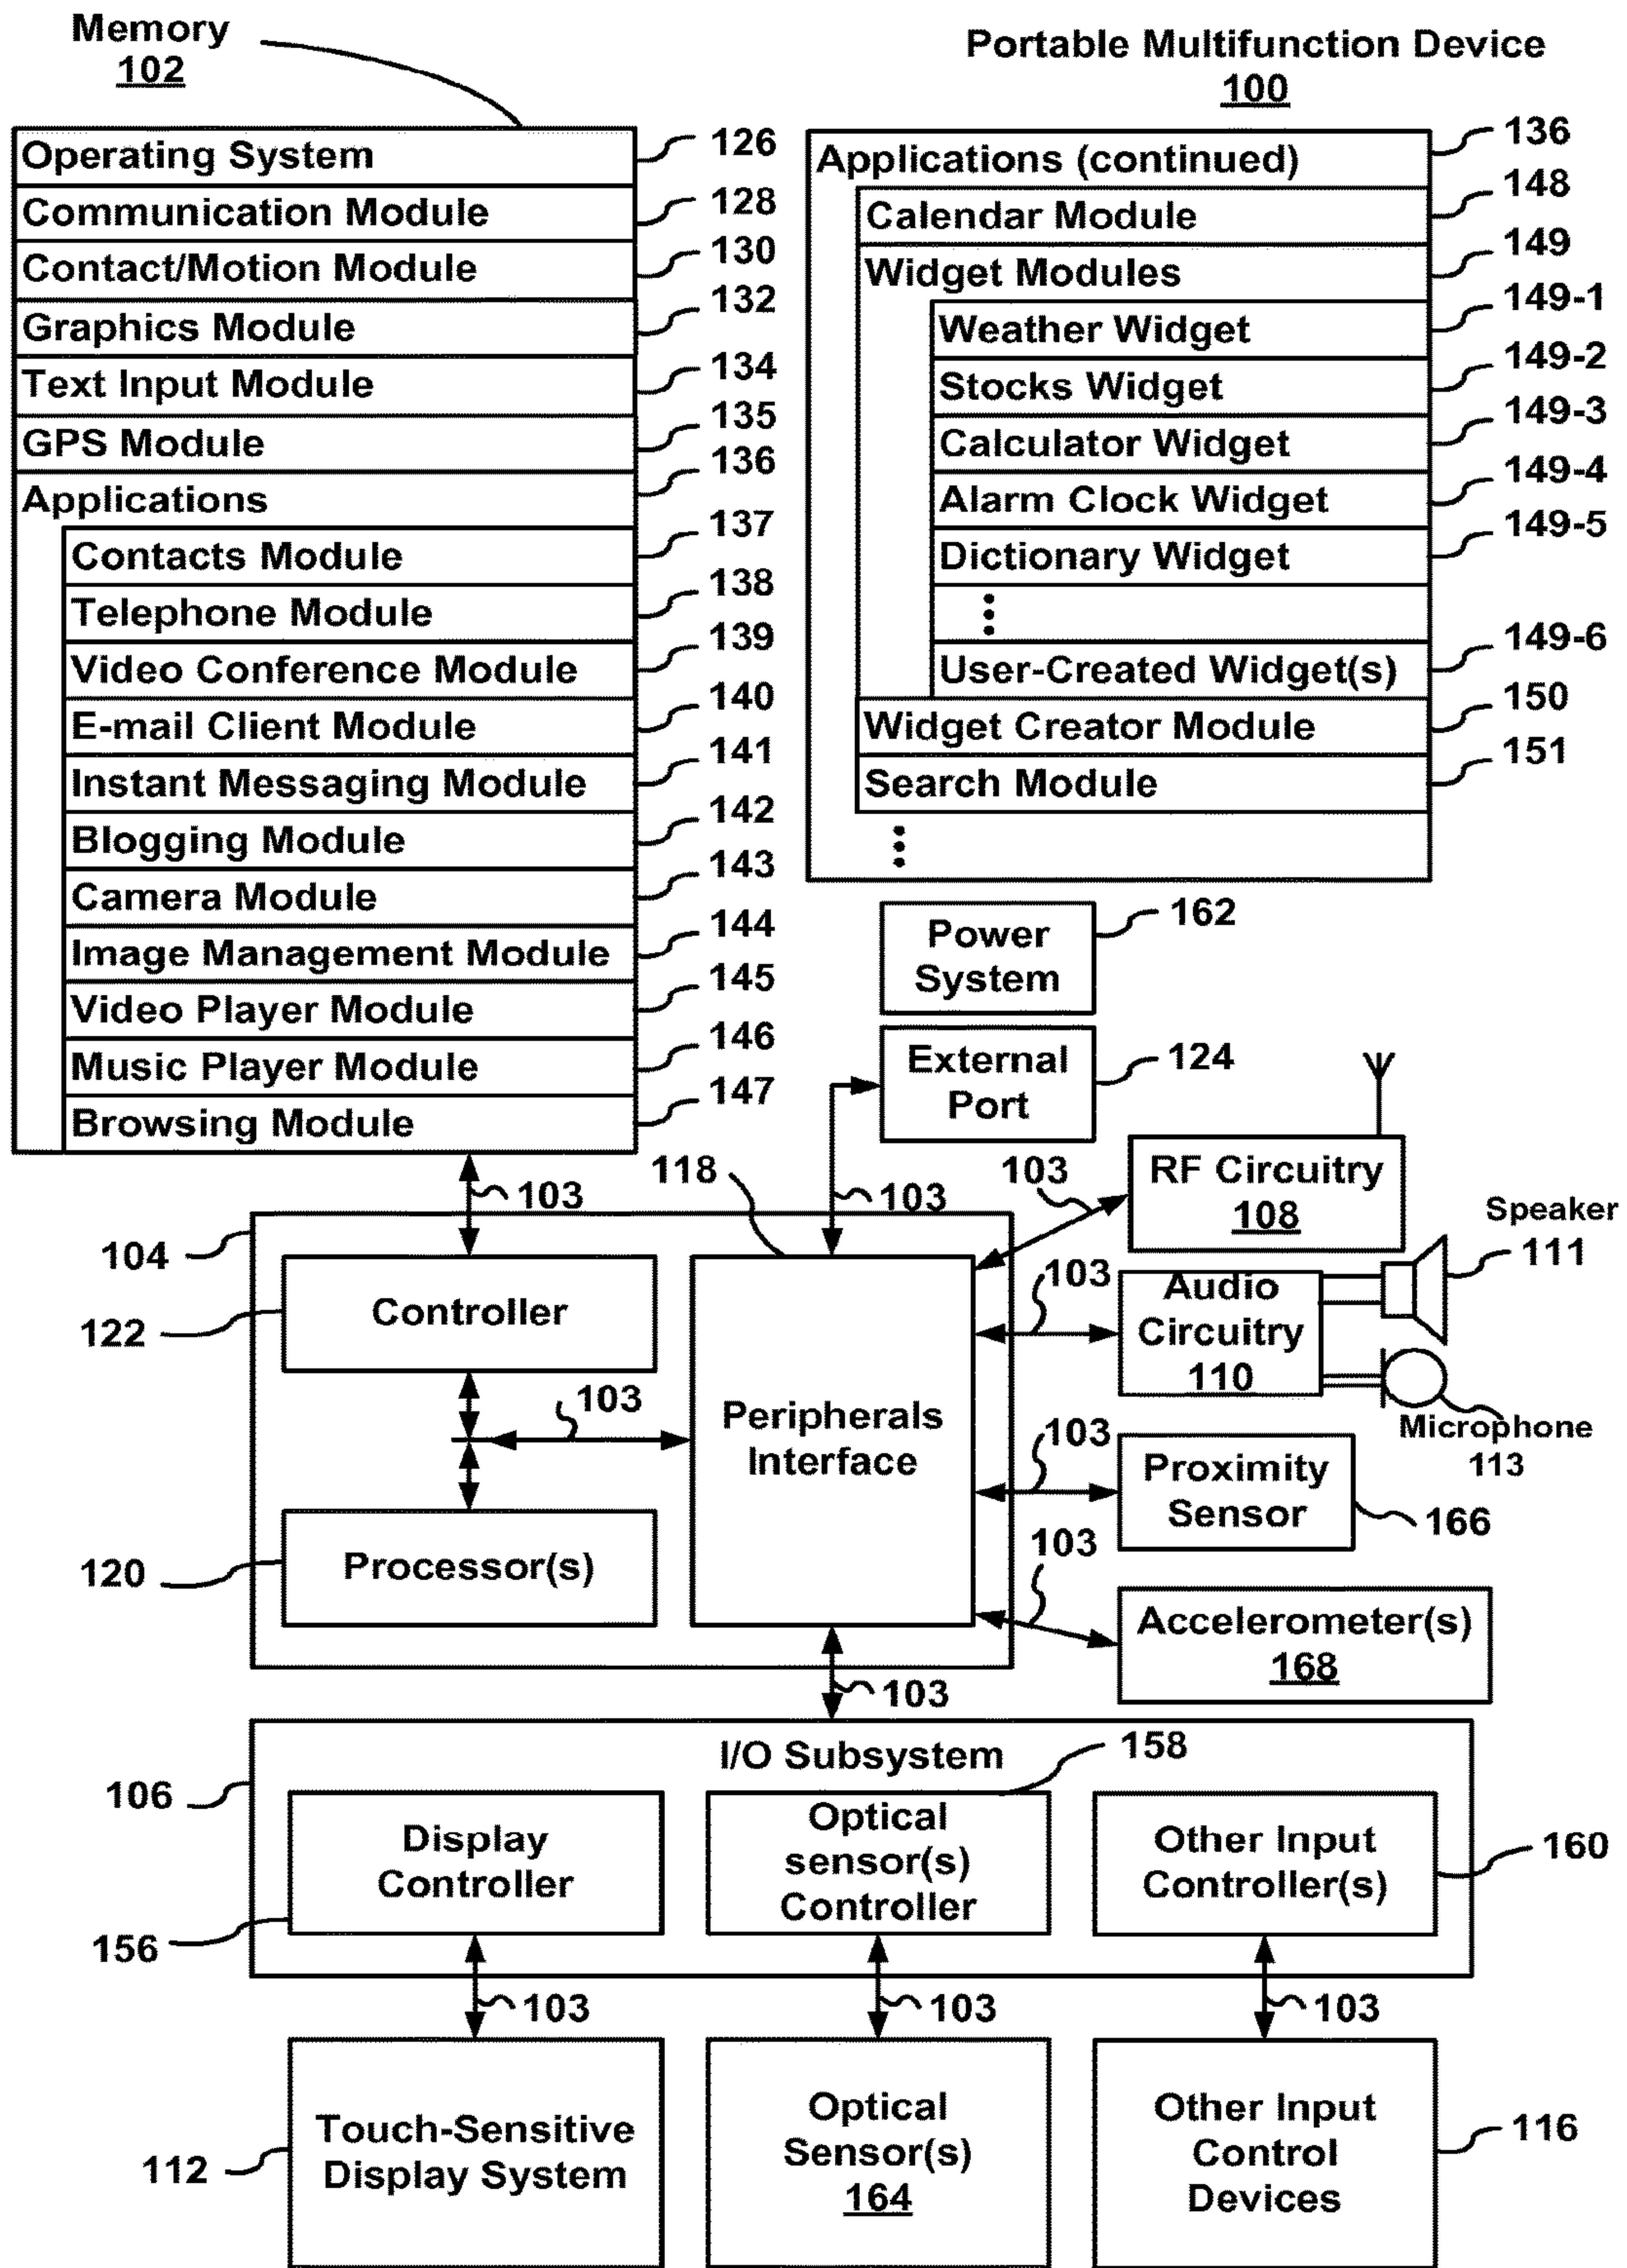 Memory
102
Portable Multifunction Device
100
Operating System
126
Communication Module
128
Contact/Motion Module
130
Graphics Module
132
Text Input Module
134
GPS Module
135
Applications
136
Contacts Module
137
Telephone Module
138
Video Conference Module
139
E-mail Client Module
140
Instant Messaging Module
141
Blogging Module
142
Camera Module
143
Image Management Module
144
Video Player Module
145
Music Player Module
146
Browsing Module
147
Applications (continued)
136
Calendar Module
148
Widget Modules
149
Weather Widget
149-1
Stocks Widget
149-2
Calculator Widget
149-3
Alarm Clock Widget
149-4
Dictionary Widget
149-5
User-Created Widget(s)
149-6
Widget Creator Module
150
Search Module
151
Power
System
162
External
Port
124
103
118
103
103
RF Circuitry
108
Speaker
111
104
Controller
122
103
Audio
Circuitry
110
103
Peripherals
Interface
Microphone
113
103
Proximity
Sensor
166
Processor(s)
120
103
Accelerometer(s)
168
103
I/O Subsystem
158
106
Display
Controller
156
Optical
sensor(s)
Controller
Other Input
Controller(s)
160
103
103
103
Touch-Sensitive
Display System
112
Optical
Sensor(s)
164
Other Input
Control
Devices
116